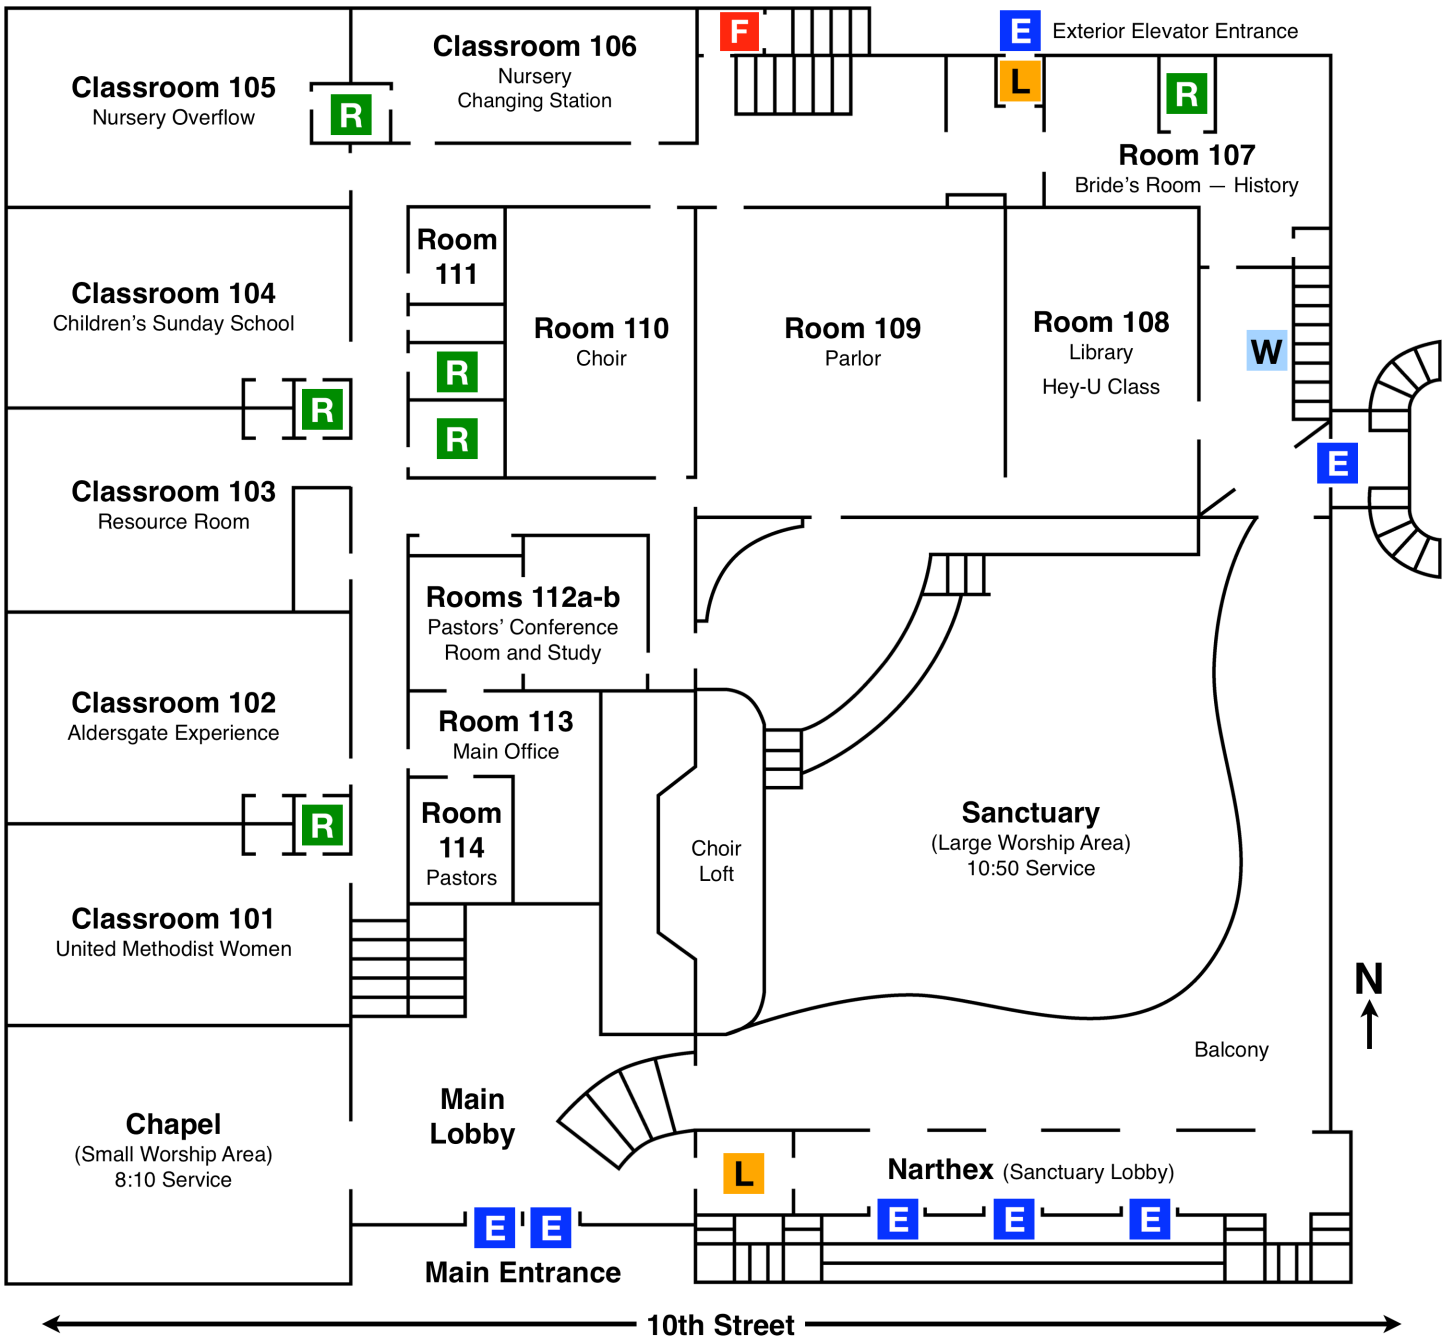 F
E Exterior Elevator Entrance
Classroom 106
Nursery
Changing Station
Classroom 105
Nursery Overflow
R
L
R
Room 107
Bride's Room — History
Room
111
Classroom 104
Children's Sunday School
Room 110
Choir
Room 109
Parlor
Room 108
Library
Hey-U Class
W
R
R
R
E
Classroom 103
Resource Room
Rooms 112a-b
Pastors' Conference
Room and Study
Classroom 102
Aldersgate Experience
Room 113
Main Office
R
Room
114
Pastors
Choir
Loft
Sanctuary
(Large Worship Area)
10:50 Service
Classroom 101
United Methodist Women
N
Balcony
Main
Lobby
Chapel
(Small Worship Area)
8:10 Service
L
Narthex (Sanctuary Lobby)
E E
E E E
Main Entrance
10th Street